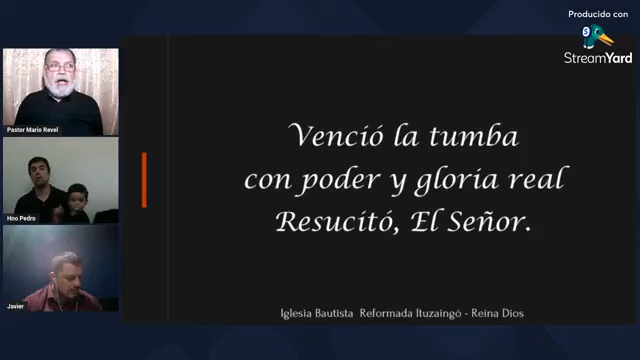 Producido con
StreamYard
Pastor Mario Revel
Hno Pedro
Javier
Venció la tumba
con poder y gloria real
Resucitó, El Señor.
Iglesia Bautista Reformada Ituzaingó - Reina Dios